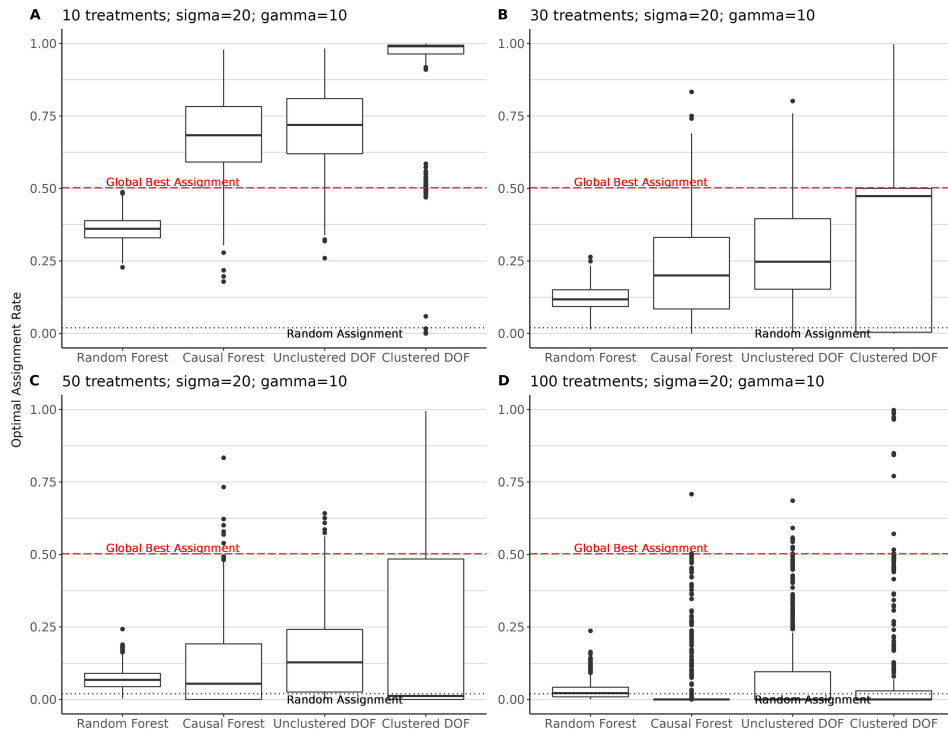 A 10 treatments; sigma=20; gamma=10
1.00
0.75
0.50
0.25
0.00
Global Best Assignment
Random Assignment
Random Forest Causal Forest Unclustered DOF Clustered DOF
B 30 treatments; sigma=20; gamma=10
1.00
0.75
0.50
0.25
0.00
Global Best Assignment
Random Assignment
Random Forest Causal Forest Unclustered DOF Clustered DOF
Optimal Assignment Rate
C 50 treatments; sigma=20; gamma=10
1.00
0.75
0.50
0.25
0.00
Global Best Assignment
Random Assignment
Random Forest Causal Forest Unclustered DOF Clustered DOF
D 100 treatments; sigma=20; gamma=10
1.00
0.75
0.50
0.25
0.00
Global Best Assignment
Random Assignment
Random Forest Causal Forest Unclustered DOF Clustered DOF